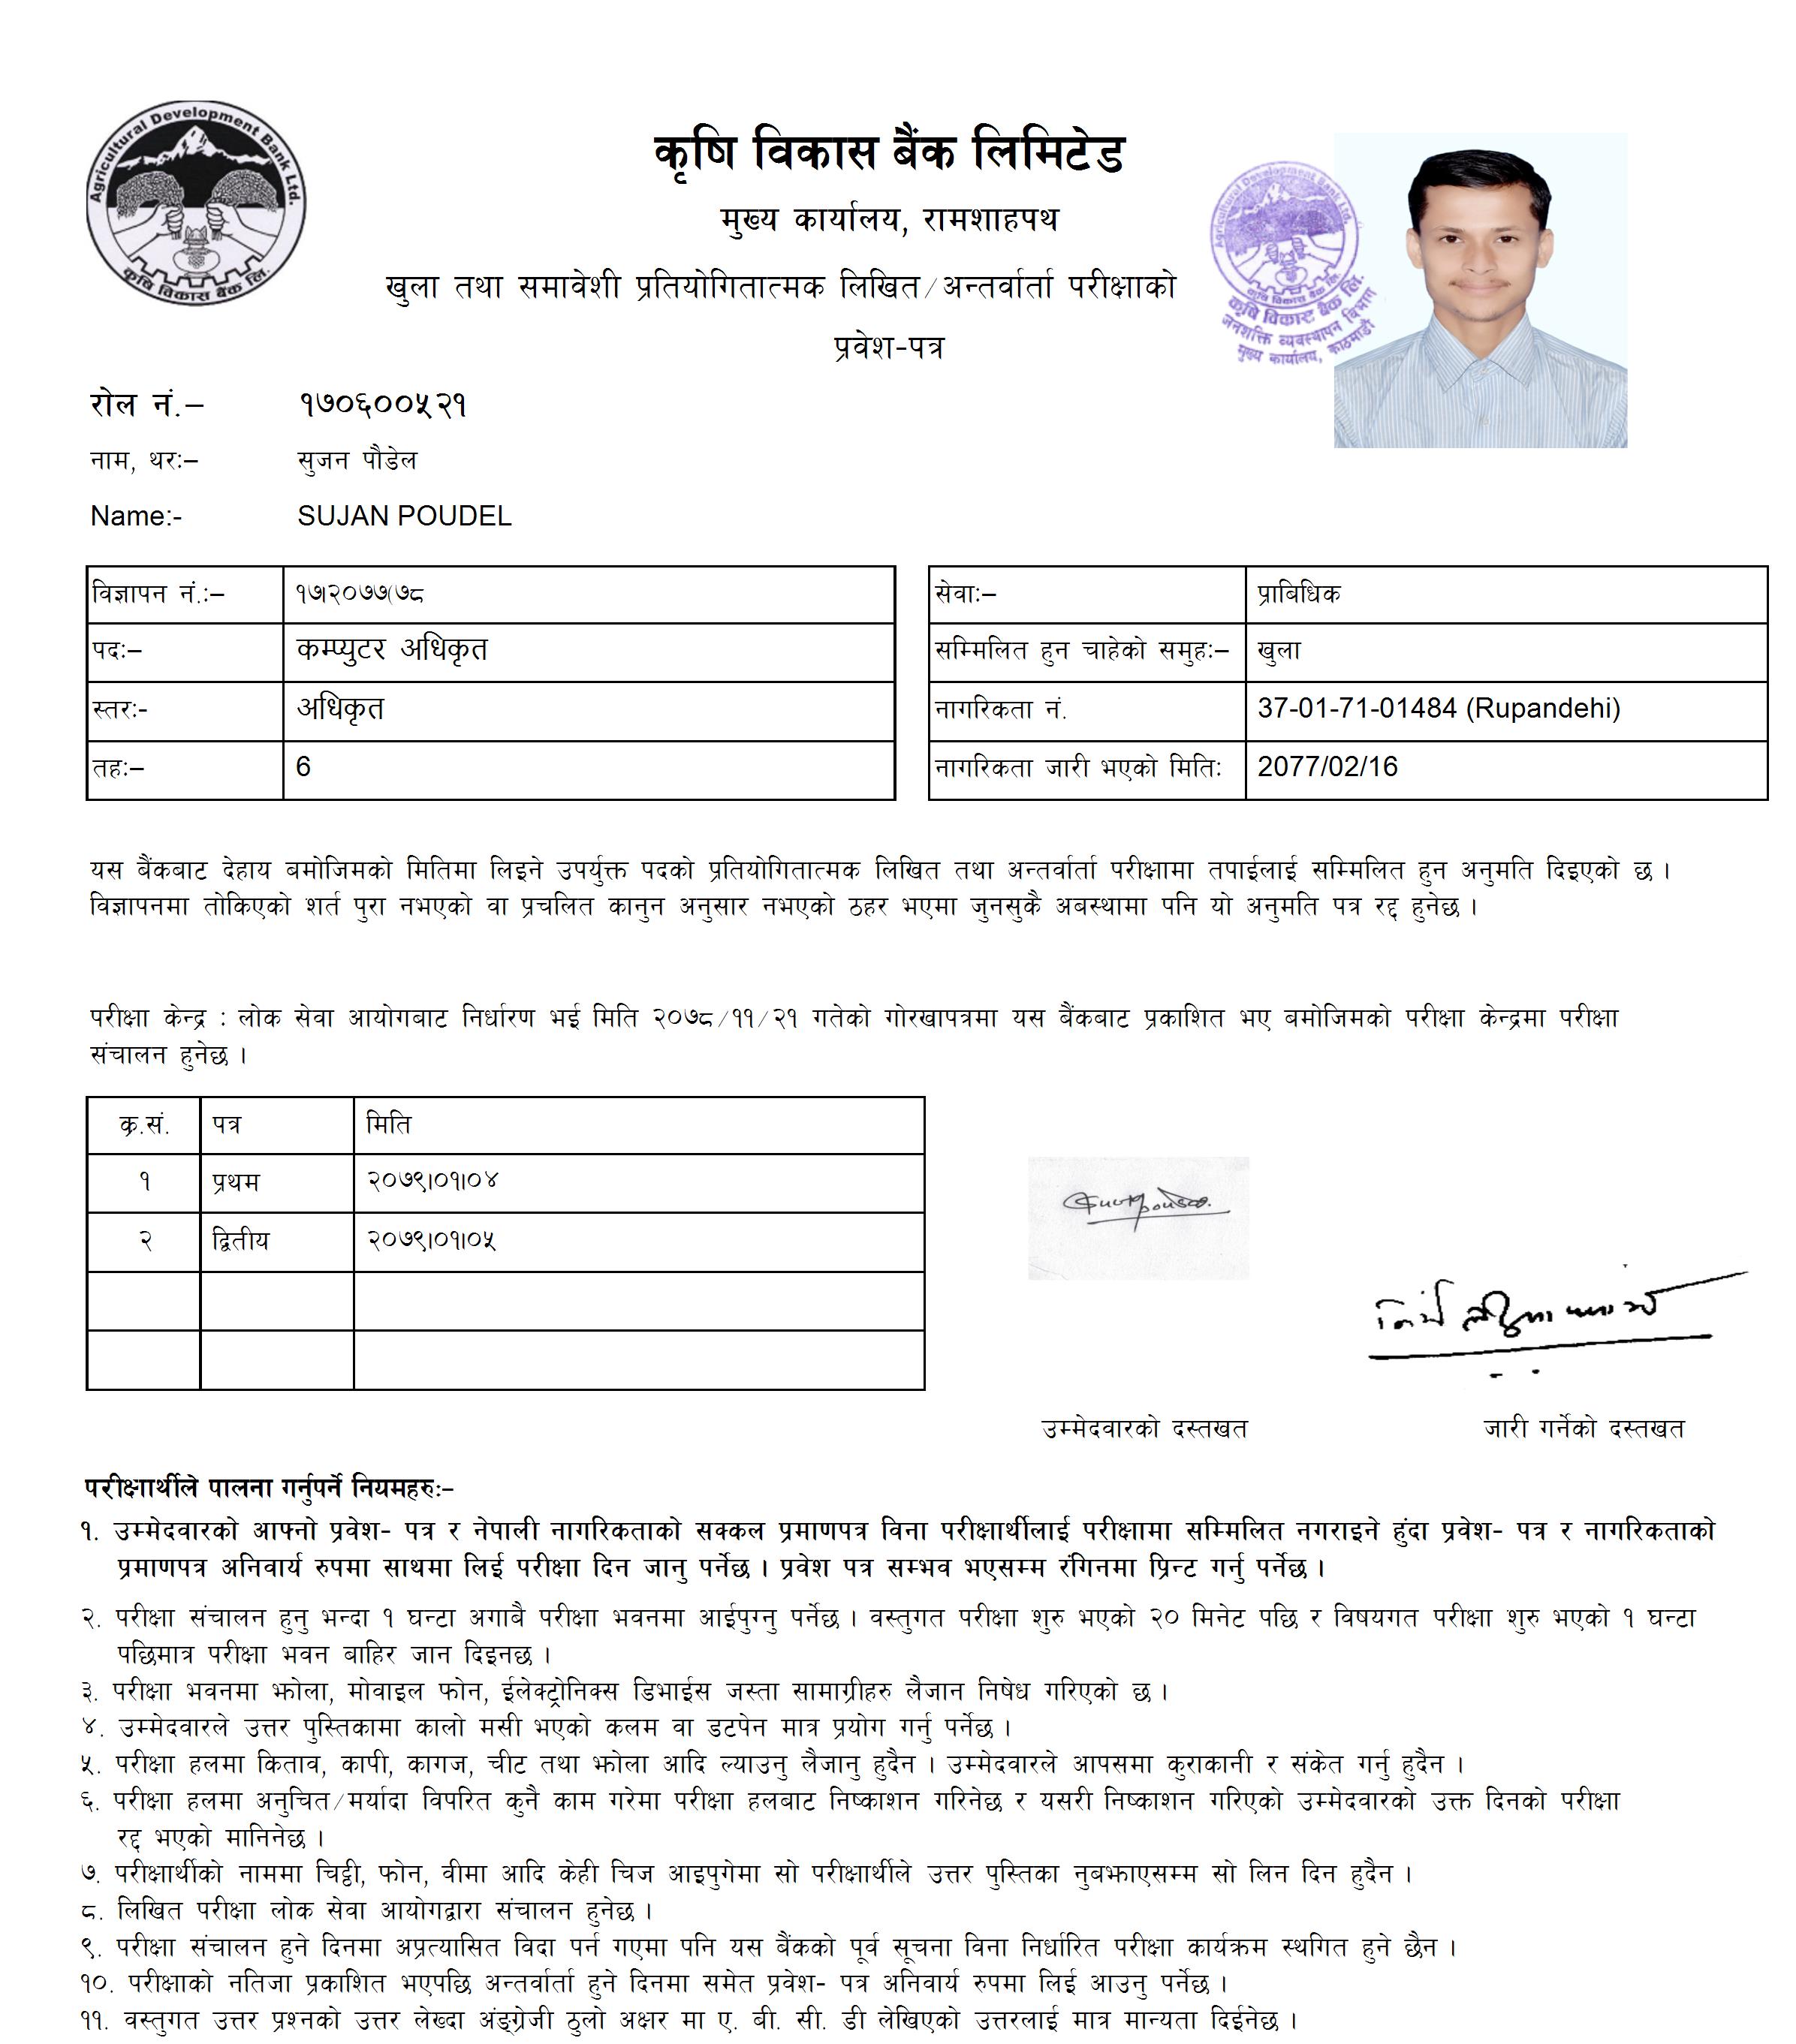 Agricultural Development Bank Ltd.
कृषि विकास बैंक लि.
कृषि विकास बैंक लिमिटेड
मुख्य कार्यालय, रामशाहपथ
खुला तथा समावेशी प्रतियोगितात्मक लिखित/अन्तर्वार्ता परीक्षाको
प्रवेश-पत्र
Agricultural Development Bank Ltd.
कृषि विकास बैंक लि.
कृषि विकास बैंक लि.
जनशक्ति व्यवस्थापन विभाग
मुख्य कार्यालय, काठमाडौं
रोल नं.– १७०६००५२१
नाम, थरः– सुजन पौडेल
Name:- SUJAN POUDEL
विज्ञापन नं.:– १७।२०७७(७८
पदः– कम्प्युटर अधिकृत
स्तरः- अधिकृत
तहः– 6
सेवाः– प्राबिधिक
सम्मिलित हुन चाहेको समुहः– खुला
नागरिकता नं. 37-01-71-01484 (Rupandehi)
नागरिकता जारी भएको मितिः 2077/02/16
यस बैंकबाट देहाय बमोजिमको मितिमा लिइने उपर्युक्त पदको प्रतियोगितात्मक लिखित तथा अन्तर्वार्ता परीक्षामा तपाईलाई सम्मिलित हुन अनुमति दिइएको छ ।
विज्ञापनमा तोकिएको शर्त पुरा नभएको वा प्रचलित कानुन अनुसार नभएको ठहर भएमा जुनसुकै अबस्थामा पनि यो अनुमति पत्र रद्द हुनेछ ।
परीक्षा केन्द्र : लोक सेवा आयोगबाट निर्धारण भई मिति २०७८/११/२१ गतेको गोरखापत्रमा यस बैंकबाट प्रकाशित भए बमोजिमको परीक्षा केन्द्रमा परीक्षा
संचालन हुनेछ ।
क्र.सं. पत्र मिति
१ प्रथम २०७९।०१।०४
२ द्वितीय २०७९।०१।०५
उम्मेदवारको दस्तखत जारी गर्नेको दस्तखत
परीक्षार्थीले पालना गर्नुपर्ने नियमहरुः–
१. उम्मेदवारको आफ्नो प्रवेश- पत्र र नेपाली नागरिकताको सक्कल प्रमाणपत्र विना परीक्षार्थीलाई परीक्षामा सम्मिलित नगराइने हुंदा प्रवेश- पत्र र नागरिकताको
प्रमाणपत्र अनिवार्य रुपमा साथमा लिई परीक्षा दिन जानु पर्नेछ । प्रवेश पत्र सम्भव भएसम्म रंगिनमा प्रिन्ट गर्नु पर्नेछ ।
२. परीक्षा संचालन हुनु भन्दा १ घन्टा अगाबै परीक्षा भवनमा आईपुग्नु पर्नेछ । वस्तुगत परीक्षा शुरु भएको २० मिनेट पछि र विषयगत परीक्षा शुरु भएको १ घन्टा
पछिमात्र परीक्षा भवन बाहिर जान दिइनछ ।
३. परीक्षा भवनमा झोला, मोवाइल फोन, ईलेक्ट्रोनिक्स डिभाईस जस्ता सामाग्रीहरु लैजान निषेध गरिएको छ ।
४. उम्मेदवारले उत्तर पुस्तिकामा कालो मसी भएको कलम वा डटपेन मात्र प्रयोग गर्नु पर्नेछ ।
५. परीक्षा हलमा किताव, कापी, कागज, चीट तथा झोला आदि ल्याउनु लैजानु हुदैन । उम्मेदवारले आपसमा कुराकानी र संकेत गर्नु हुदैन ।
६. परीक्षा हलमा अनुचित/मर्यादा विपरित कुनै काम गरेमा परीक्षा हलबाट निष्काशन गरिनेछ र यसरी निष्काशन गरिएको उम्मेदवारको उक्त दिनको परीक्षा
रद्द भएको मानिनेछ ।
७. परीक्षार्थीको नाममा चिट्ठी, फोन, वीमा आदि केही चिज आइपुगेमा सो परीक्षार्थीले उत्तर पुस्तिका नुबझाएसम्म सो लिन दिन हुदैन ।
८. लिखित परीक्षा लोक सेवा आयोगद्वारा संचालन हुनेछ ।
९. परीक्षा संचालन हुने दिनमा अप्रत्यासित विदा पर्न गएमा पनि यस बैंकको पूर्व सूचना विना निर्धारित परीक्षा कार्यक्रम स्थगित हुने छैन ।
१०. परीक्षाको नतिजा प्रकाशित भएपछि अन्तर्वार्ता हुने दिनमा समेत प्रवेश- पत्र अनिवार्य रुपमा लिई आउनु पर्नेछ ।
११. वस्तुगत उत्तर प्रश्नको उत्तर लेख्दा अंङ्ग्रेजी ठुलो अक्षर मा ए. बी. सी. डी लेखिएको उत्तरलाई मात्र मान्यता दिईनेछ ।